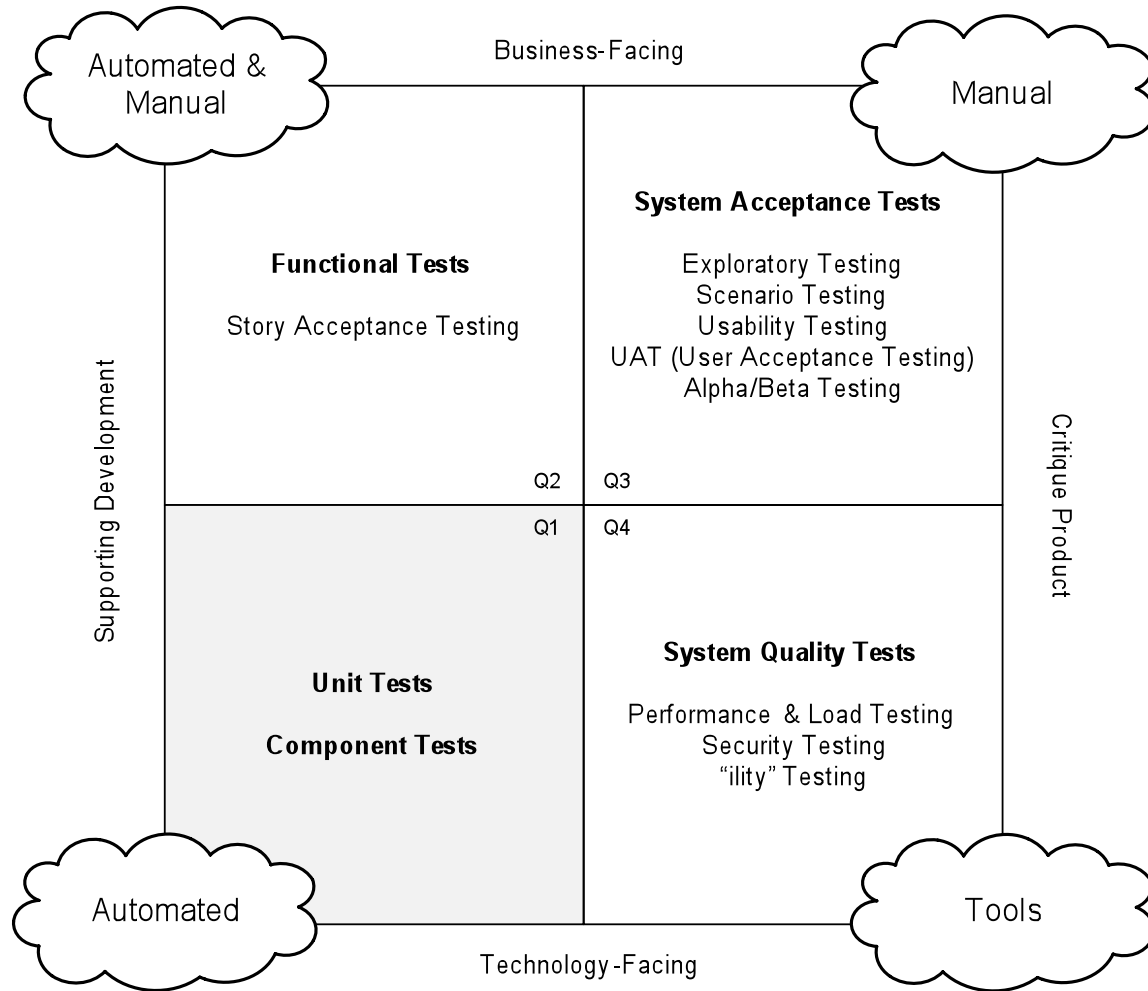 Business-Facing
Automated &
Manual
Manual
System Acceptance Tests
Functional Tests
Exploratory Testing
Scenario Testing
Story Acceptance Testing
Usability Testing
UAT (User Acceptance Testing)
Alpha/Beta Testing
Supporting Development
Critique Product
Q2
Q3
Q1
Q4
Unit Tests
Component Tests
System Quality Tests
Performance & Load Testing
Security Testing
“ility” Testing
Automated
Tools
Technology-Facing